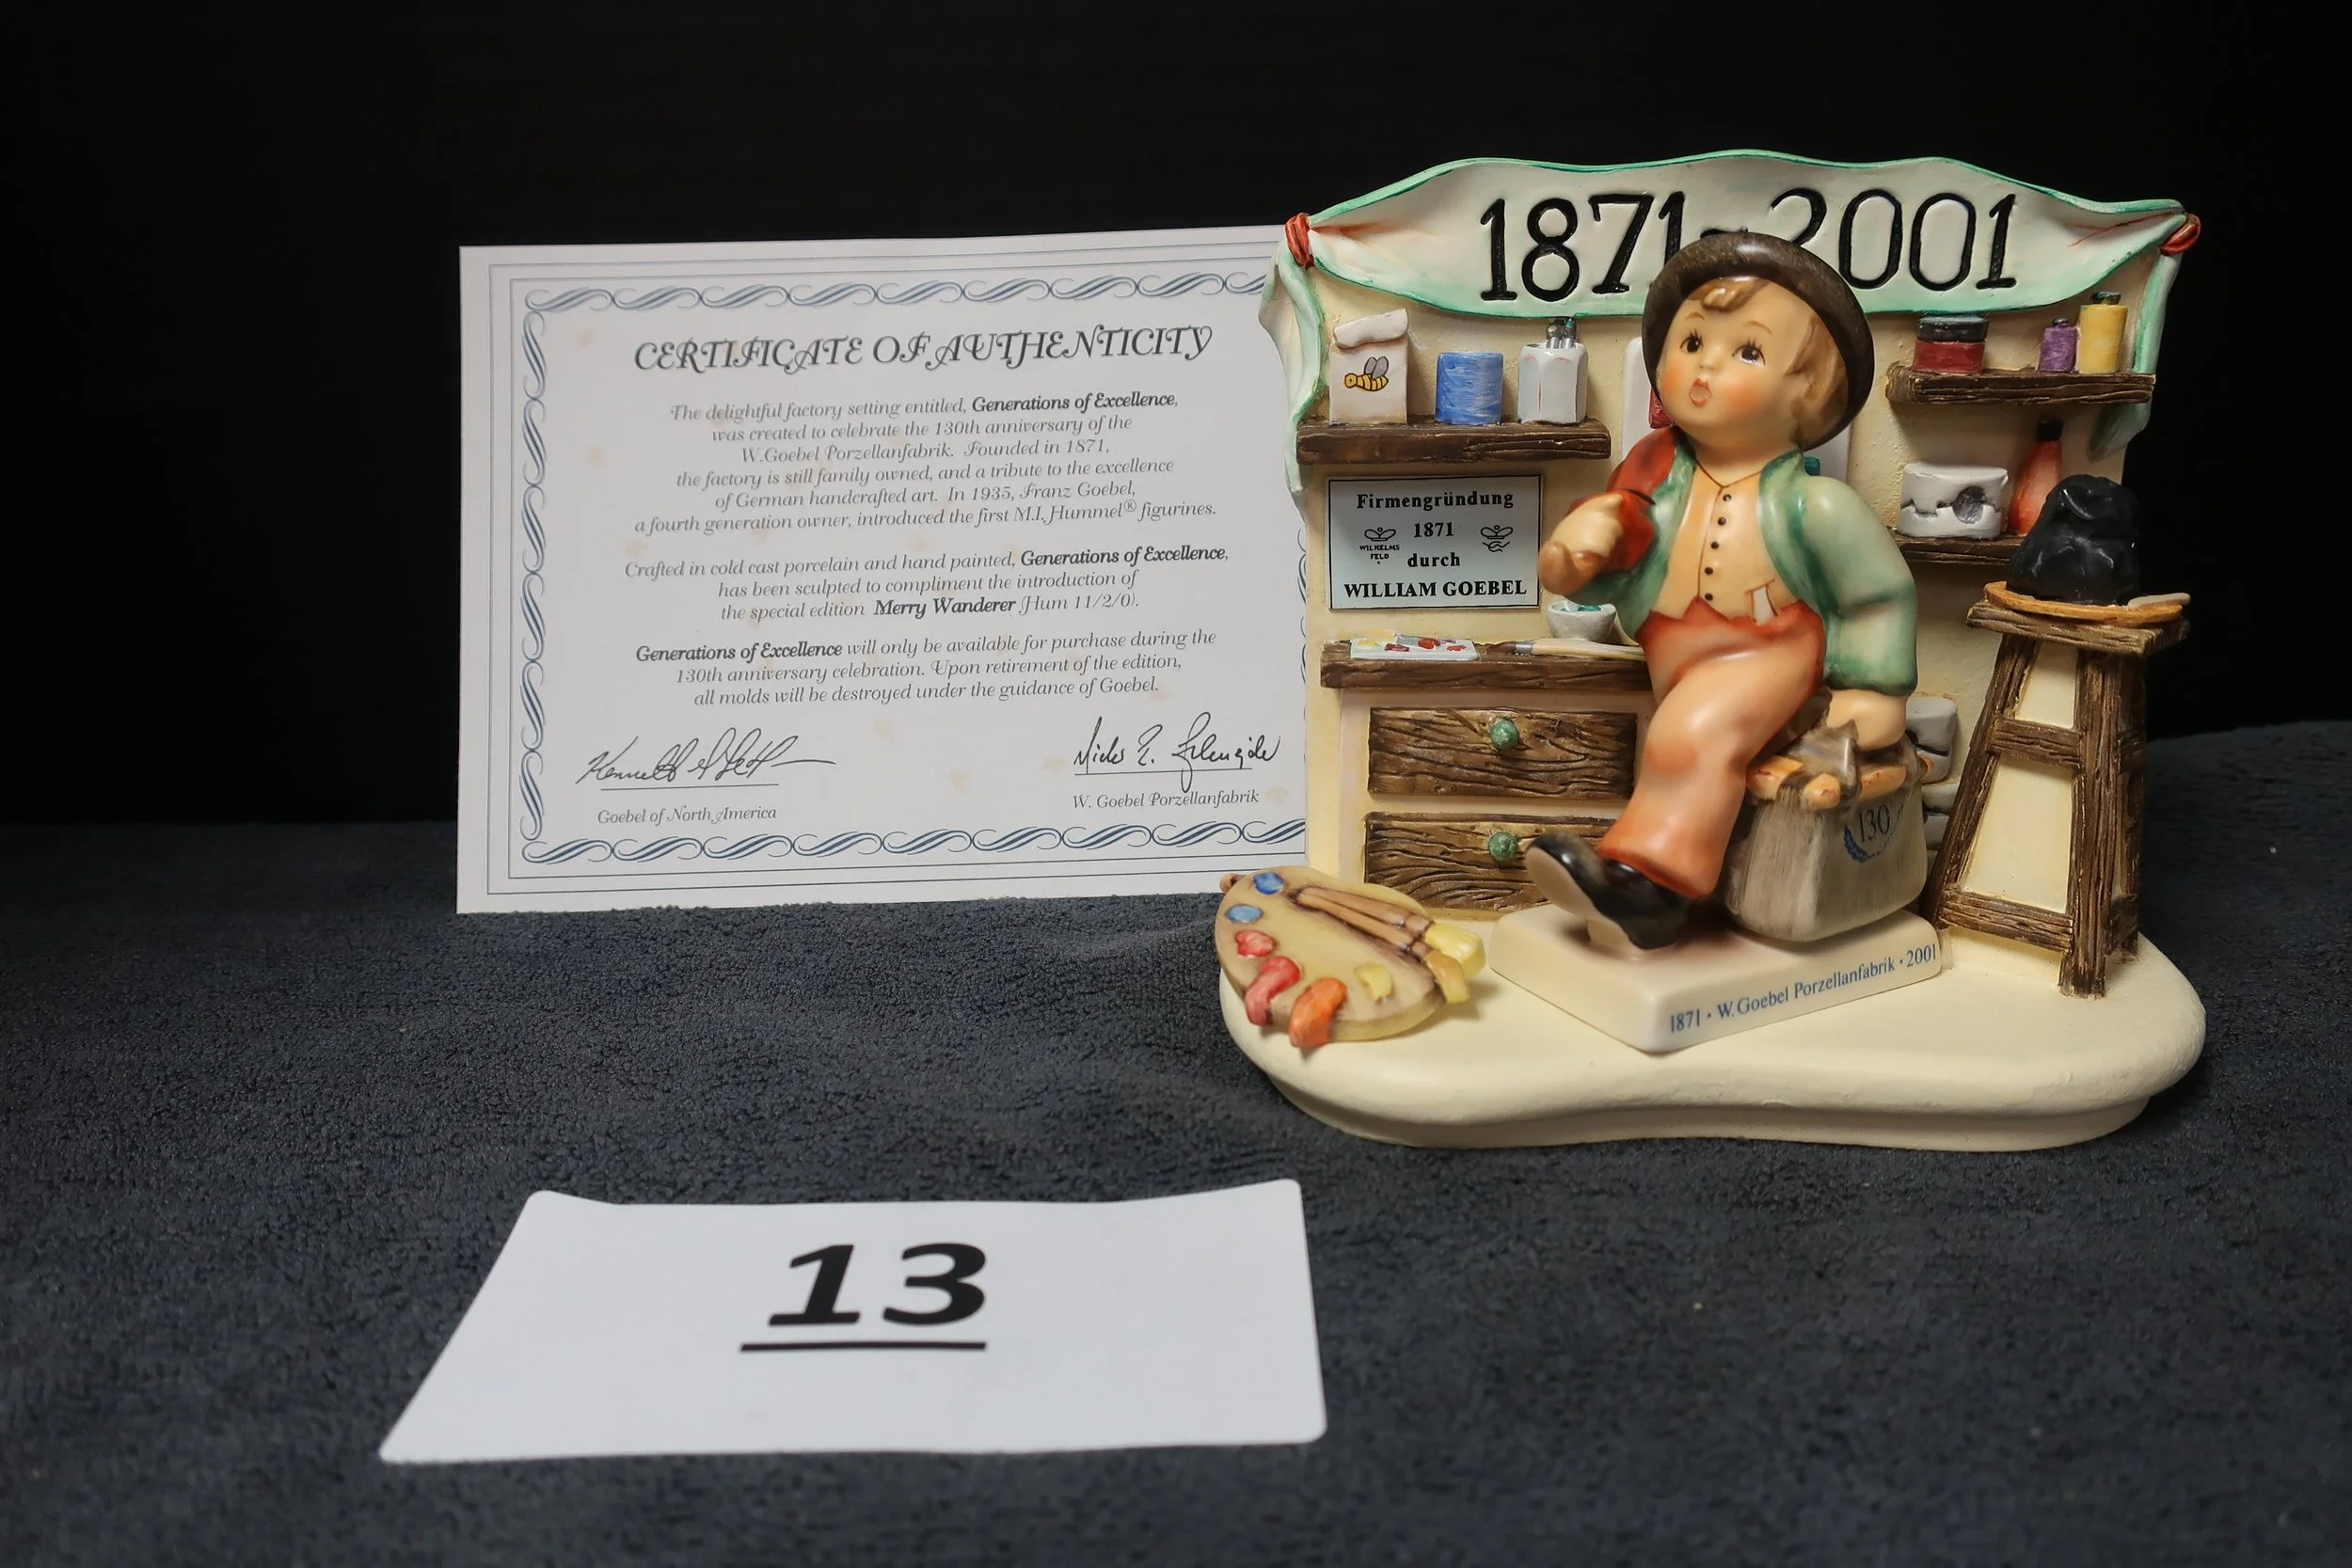 CERTIFICATE OF AUTHENTICITY
The delightful factory setting entitled, Generations of Excellence,
was created to celebrate the 130th anniversary of the
W.Goebel Porzellanfabrik. Founded in 1871,
the factory is still family owned, and a tribute to the excellence
of German handcrafted art. In 1935, Franz Goebel,
a fourth generation owner, introduced the first M.I. Hummel® figurines.
Crafted in cold cast porcelain and hand painted, Generations of Excellence,
has been sculpted to compliment the introduction of
the special edition Merry Wanderer (Hum 11/2/0).
Generations of Excellence will only be available for purchase during the
130th anniversary celebration. Upon retirement of the edition,
all molds will be destroyed under the guidance of Goebel.
Goebel of North America
W. Goebel Porzellanfabrik
1871-2001
Firmengründung
1871
WILHELMS
FELD
durch
WILLIAM GOEBEL
130
1871 · W. Goebel Porzellanfabrik · 2001
13